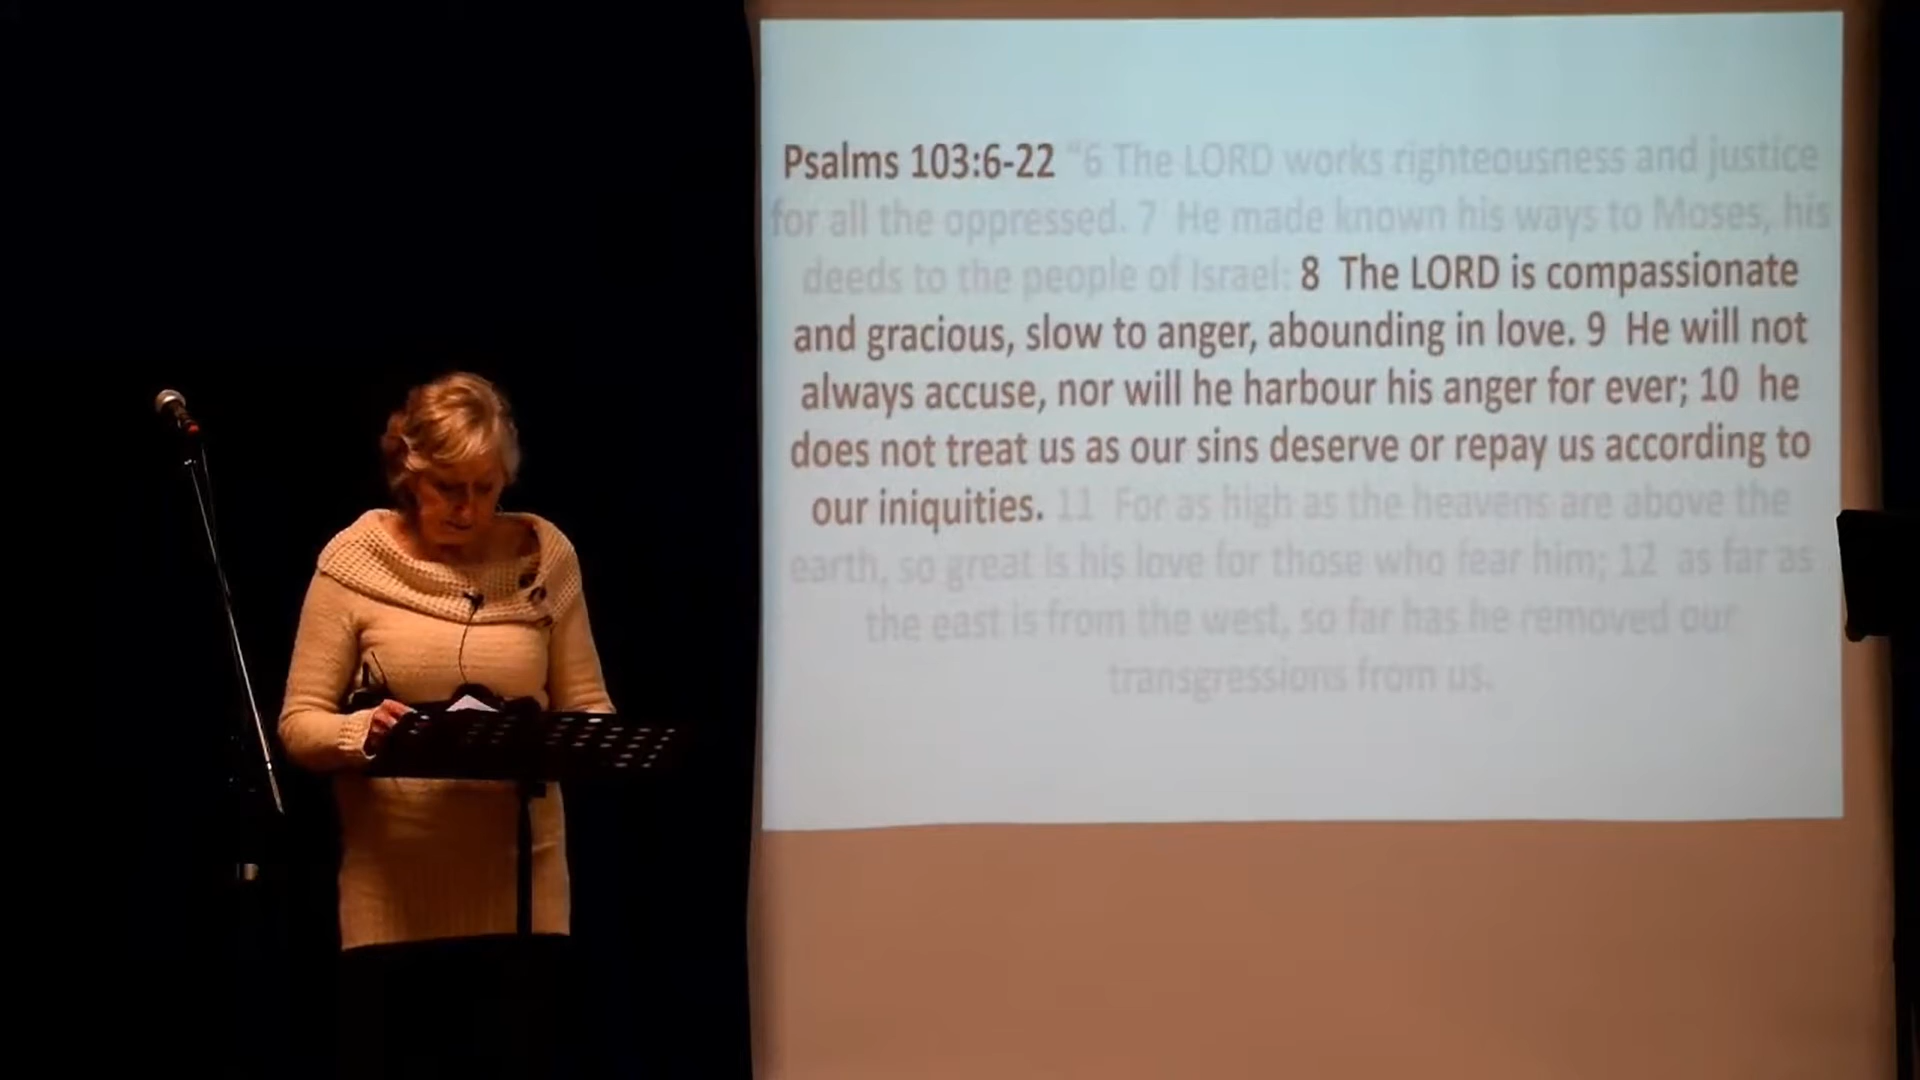 Psalms 103:6-22 "6 The LORD works righteousness and justice
for all the oppressed. 7 He made known his ways to Moses, his
deeds to the people of Israel: 8 The LORD is compassionate
and gracious, slow to anger, abounding in love. 9 He will not
always accuse, nor will he harbour his anger for ever; 10 he
does not treat us as our sins deserve or repay us according to
our iniquities. 11 For as high as the heavens are above the
earth, so great is his love for those who fear him; 12 as far as
the east is from the west, so far has he removed our
transgressions from us.